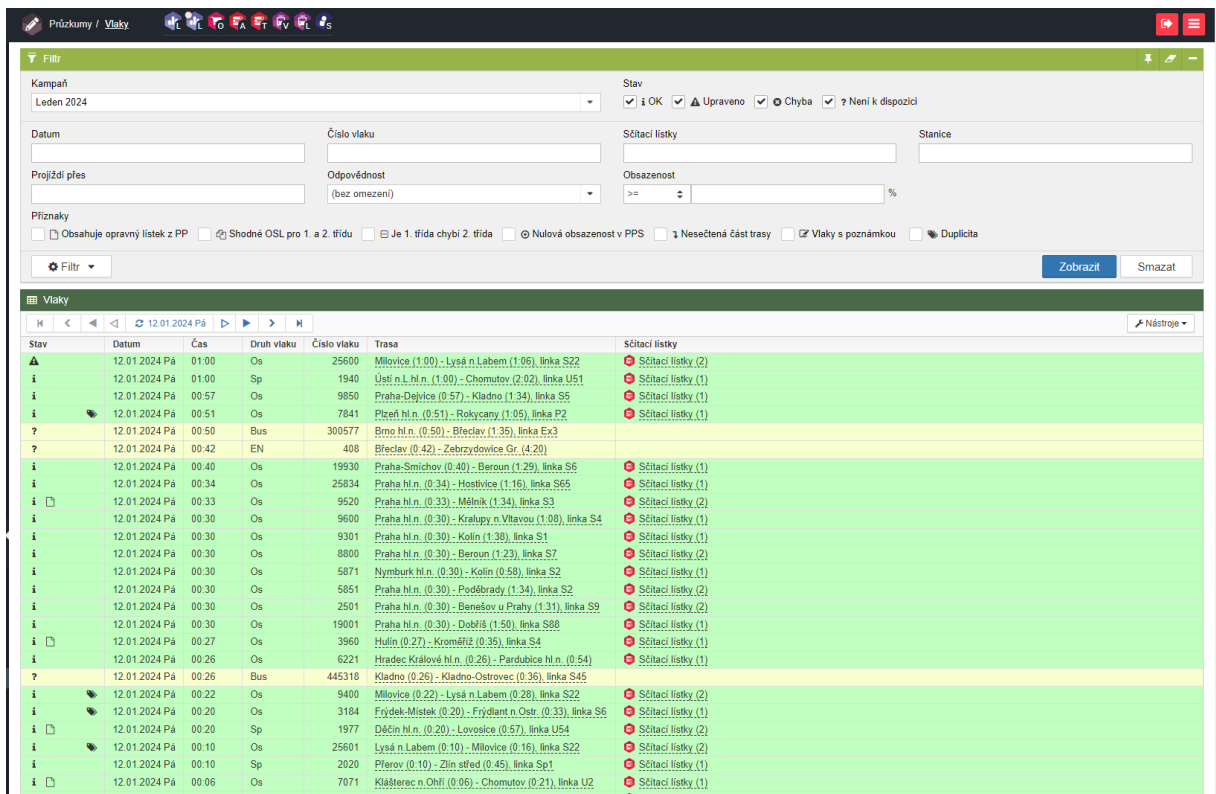 Průzkumy / Vlaky L L O A T V L S
Filtr
Kampaň Stav
Leden 2024 i OK Upraveno Chyba ? Není k dispozici
Datum Číslo vlaku Sčítací lístky Stanice
Projíždí přes Odpovědnost Obsazenost
(bez omezení) >= %
Příznaky
Obsahuje opravný lístek z PP Shodné OSL pro 1. a 2. třídu Je 1. třída chybí 2. třída Nulová obsazenost v PPS Nesečtená část trasy Vlaky s poznámkou Duplicita
Filtr Zobrazit Smazat
Vlaky
12.01.2024 Pá Nástroje
Stav Datum Čas Druh vlaku Číslo vlaku Trasa Sčítací lístky
12.01.2024 Pá 01:00 Os 25600 Milovice (1:00) - Lysá n.Labem (1:06), linka S22 Sčítací lístky (2)
i 12.01.2024 Pá 01:00 Sp 1940 Ústí n.L.hl.n. (1:00) - Chomutov (2:02), linka U51 Sčítací lístky (1)
i 12.01.2024 Pá 00:57 Os 9850 Praha-Dejvice (0:57) - Kladno (1:34), linka S5 Sčítací lístky (1)
i 12.01.2024 Pá 00:51 Os 7841 Plzeň hl.n. (0:51) - Rokycany (1:05), linka P2 Sčítací lístky (1)
? 12.01.2024 Pá 00:50 Bus 300577 Brno hl.n. (0:50) - Břeclav (1:35), linka Ex3
? 12.01.2024 Pá 00:42 EN 408 Břeclav (0:42) - Zebrzydowice Gr. (4:20)
i 12.01.2024 Pá 00:40 Os 19930 Praha-Smíchov (0:40) - Beroun (1:29), linka S6 Sčítací lístky (1)
i 12.01.2024 Pá 00:34 Os 25834 Praha hl.n. (0:34) - Hostivice (1:16), linka S65 Sčítací lístky (1)
i 12.01.2024 Pá 00:33 Os 9520 Praha hl.n. (0:33) - Mělník (1:34), linka S3 Sčítací lístky (2)
i 12.01.2024 Pá 00:30 Os 9600 Praha hl.n. (0:30) - Kralupy n.Vltavou (1:08), linka S4 Sčítací lístky (1)
i 12.01.2024 Pá 00:30 Os 9301 Praha hl.n. (0:30) - Kolín (1:38), linka S1 Sčítací lístky (1)
i 12.01.2024 Pá 00:30 Os 8800 Praha hl.n. (0:30) - Beroun (1:23), linka S7 Sčítací lístky (2)
i 12.01.2024 Pá 00:30 Os 5871 Nymburk hl.n. (0:30) - Kolín (0:58), linka S2 Sčítací lístky (1)
i 12.01.2024 Pá 00:30 Os 5851 Praha hl.n. (0:30) - Poděbrady (1:34), linka S2 Sčítací lístky (2)
i 12.01.2024 Pá 00:30 Os 2501 Praha hl.n. (0:30) - Benešov u Prahy (1:31), linka S9 Sčítací lístky (2)
i 12.01.2024 Pá 00:30 Os 19001 Praha hl.n. (0:30) - Dobříš (1:50), linka S88 Sčítací lístky (1)
i 12.01.2024 Pá 00:27 Os 3960 Hulín (0:27) - Kroměříž (0:35), linka S4 Sčítací lístky (1)
i 12.01.2024 Pá 00:26 Os 6221 Hradec Králové hl.n. (0:26) - Pardubice hl.n. (0:54) Sčítací lístky (1)
? 12.01.2024 Pá 00:26 Bus 445318 Kladno (0:26) - Kladno-Ostrovec (0:36), linka S45
i 12.01.2024 Pá 00:22 Os 9400 Milovice (0:22) - Lysá n.Labem (0:28), linka S22 Sčítací lístky (2)
i 12.01.2024 Pá 00:20 Os 3184 Frýdek-Místek (0:20) - Frýdlant n.Ostr. (0:33), linka S6 Sčítací lístky (1)
i 12.01.2024 Pá 00:20 Sp 1977 Děčín hl.n. (0:20) - Lovosice (0:57), linka U54 Sčítací lístky (2)
i 12.01.2024 Pá 00:10 Os 25601 Lysá n.Labem (0:10) - Milovice (0:16), linka S22 Sčítací lístky (2)
i 12.01.2024 Pá 00:10 Sp 2020 Přerov (0:10) - Zlín střed (0:45), linka Sp1 Sčítací lístky (1)
i 12.01.2024 Pá 00:06 Os 7071 Klášterec n.Ohří (0:06) - Chomutov (0:21), linka U2 Sčítací lístky (1)